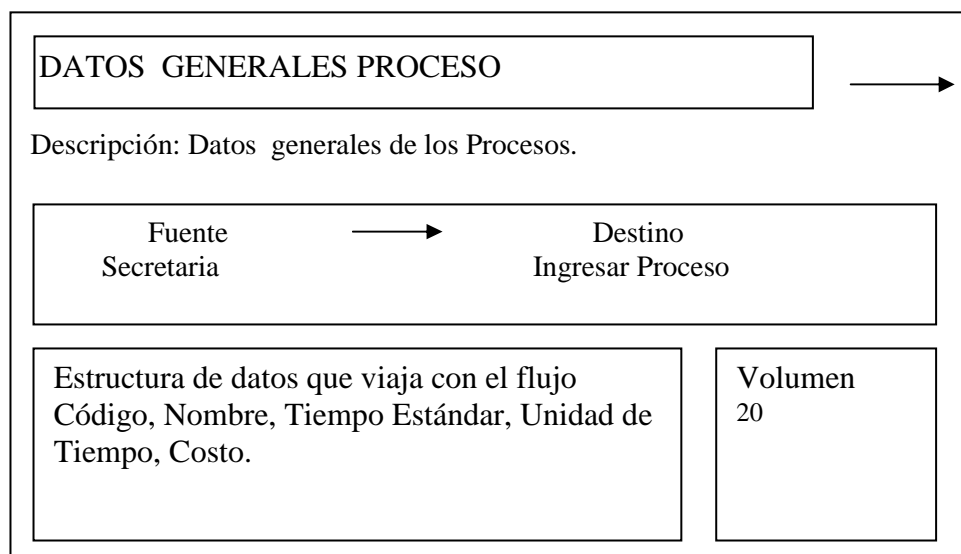 DATOS GENERALES PROCESO
Descripción: Datos generales de los Procesos.
Fuente Destino
Secretaria Ingresar Proceso
Estructura de datos que viaja con el flujo
Código, Nombre, Tiempo Estándar, Unidad de
Tiempo, Costo.
Volumen
20